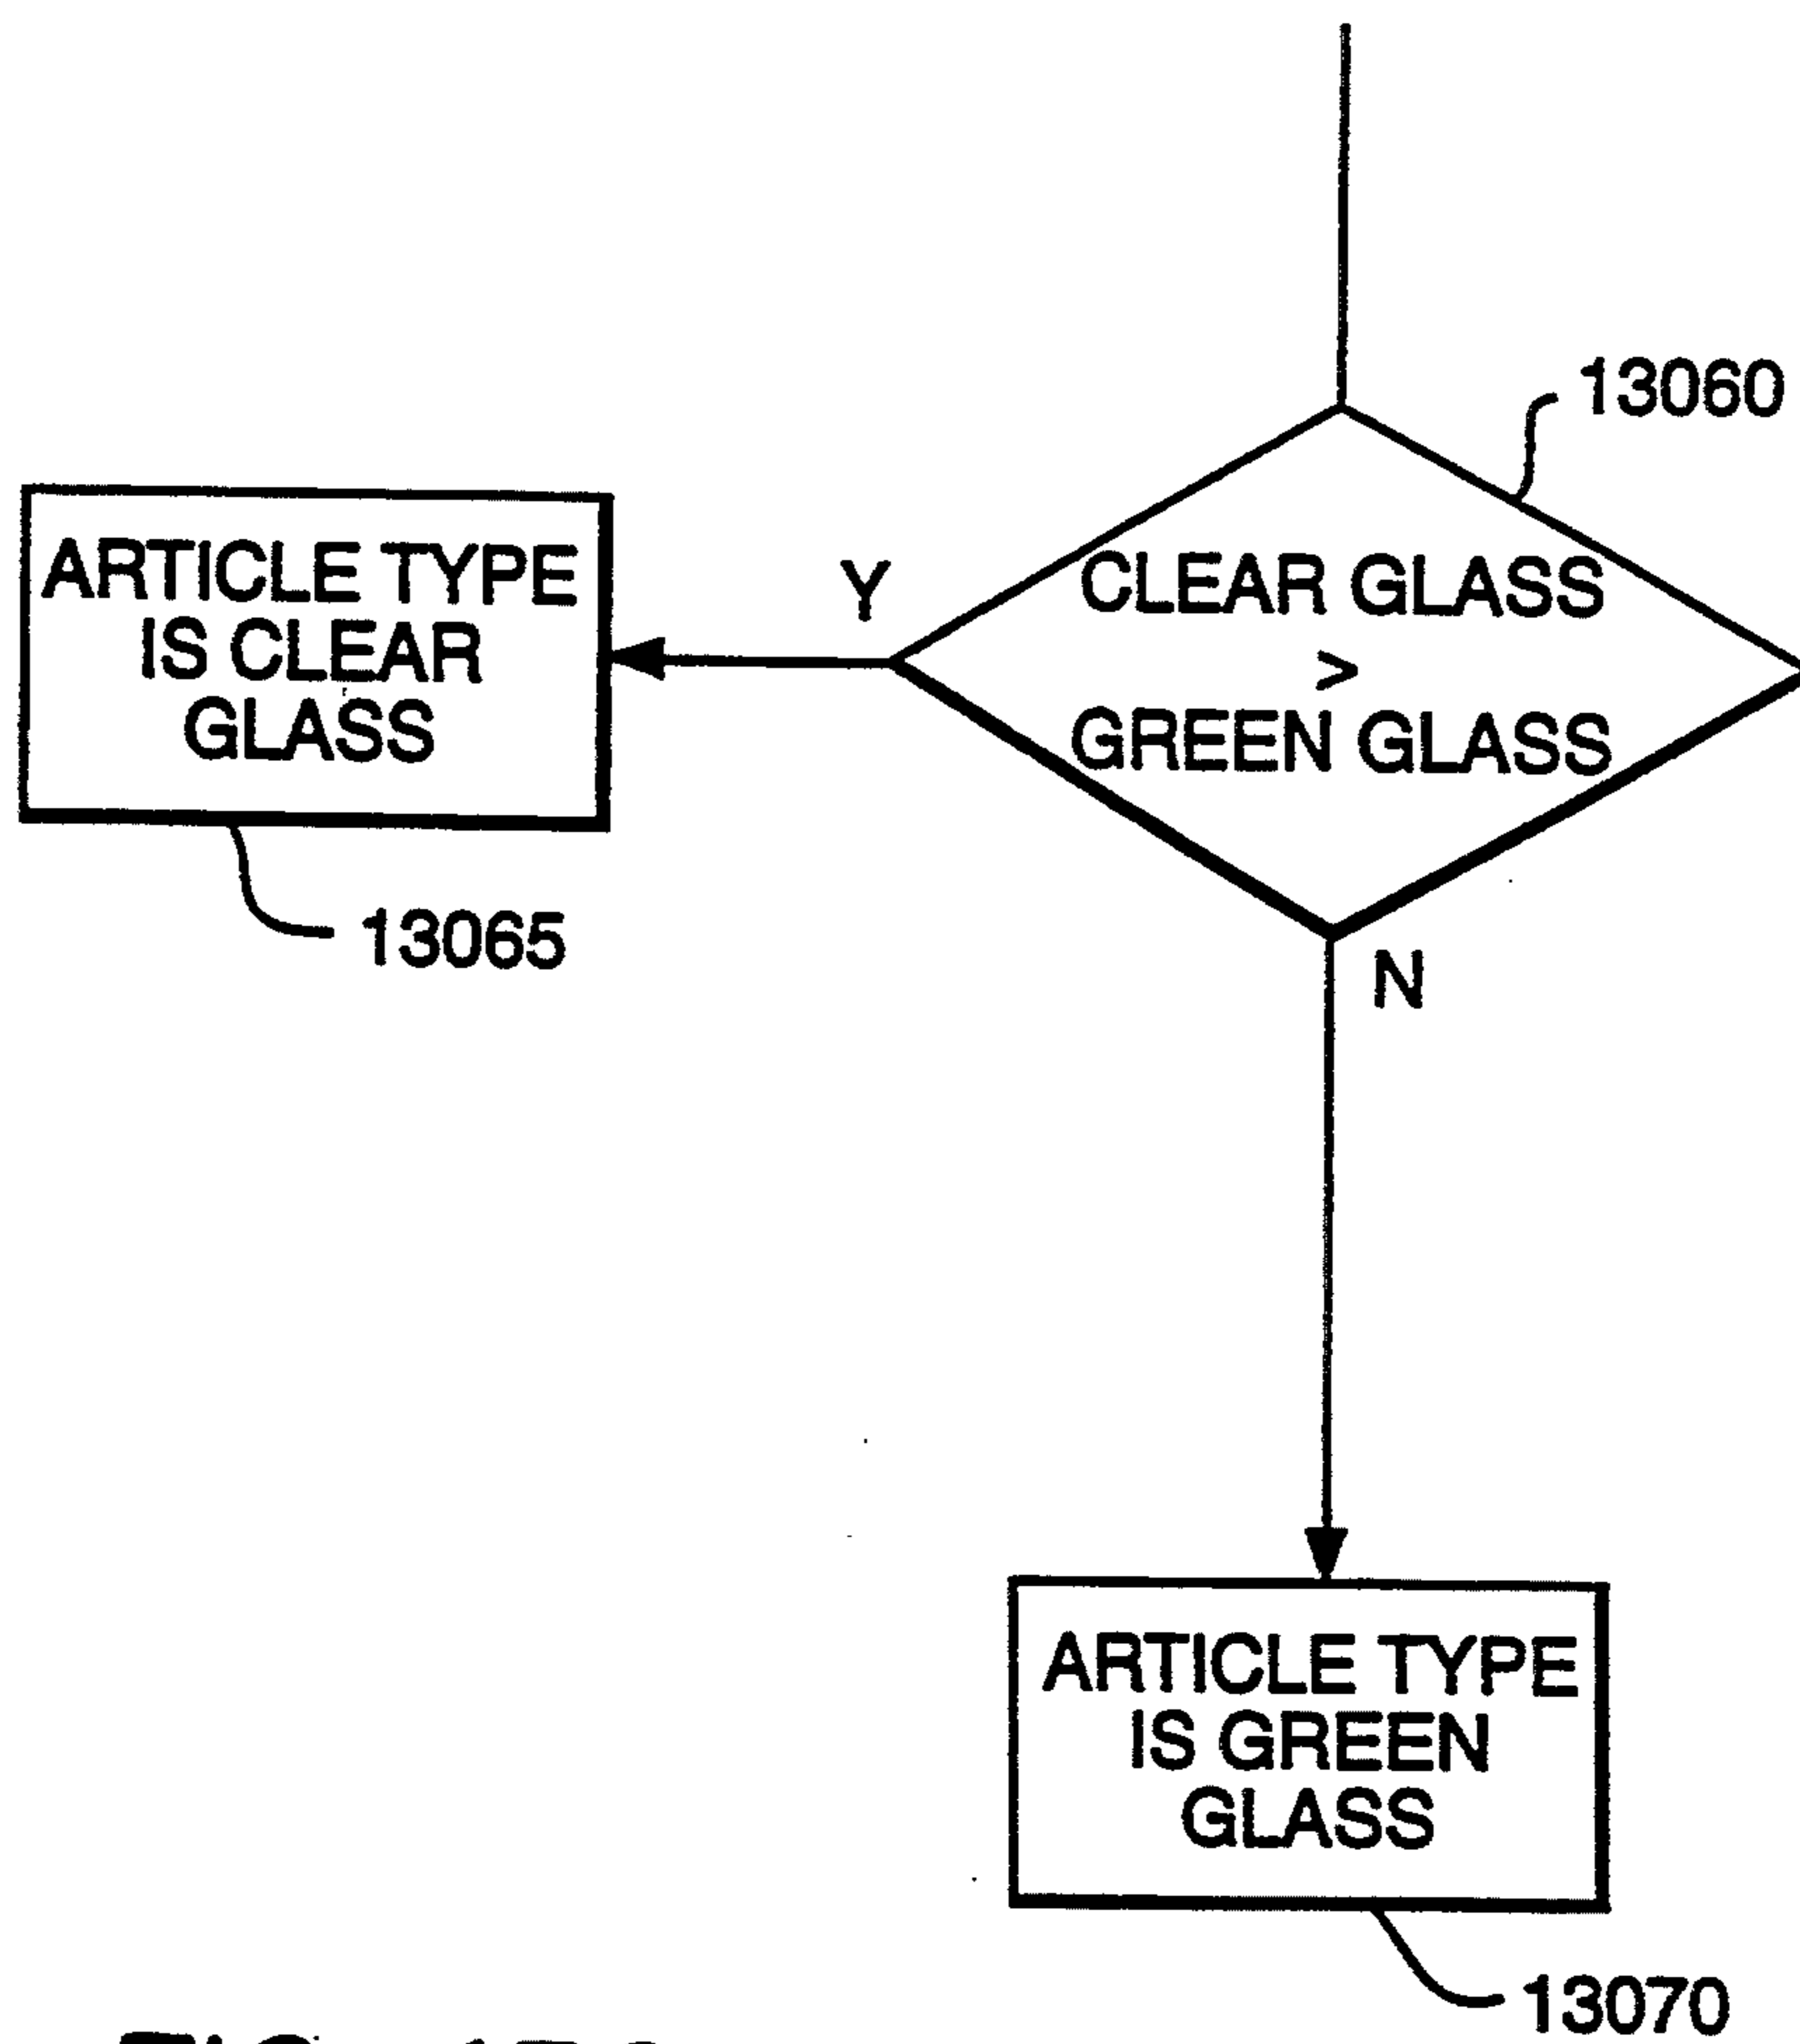 13060
CLEAR GLASS
>
GREEN GLASS
Y
ARTICLE TYPE
IS CLEAR
GLASS
13065
N
ARTICLE TYPE
IS GREEN
GLASS
13070